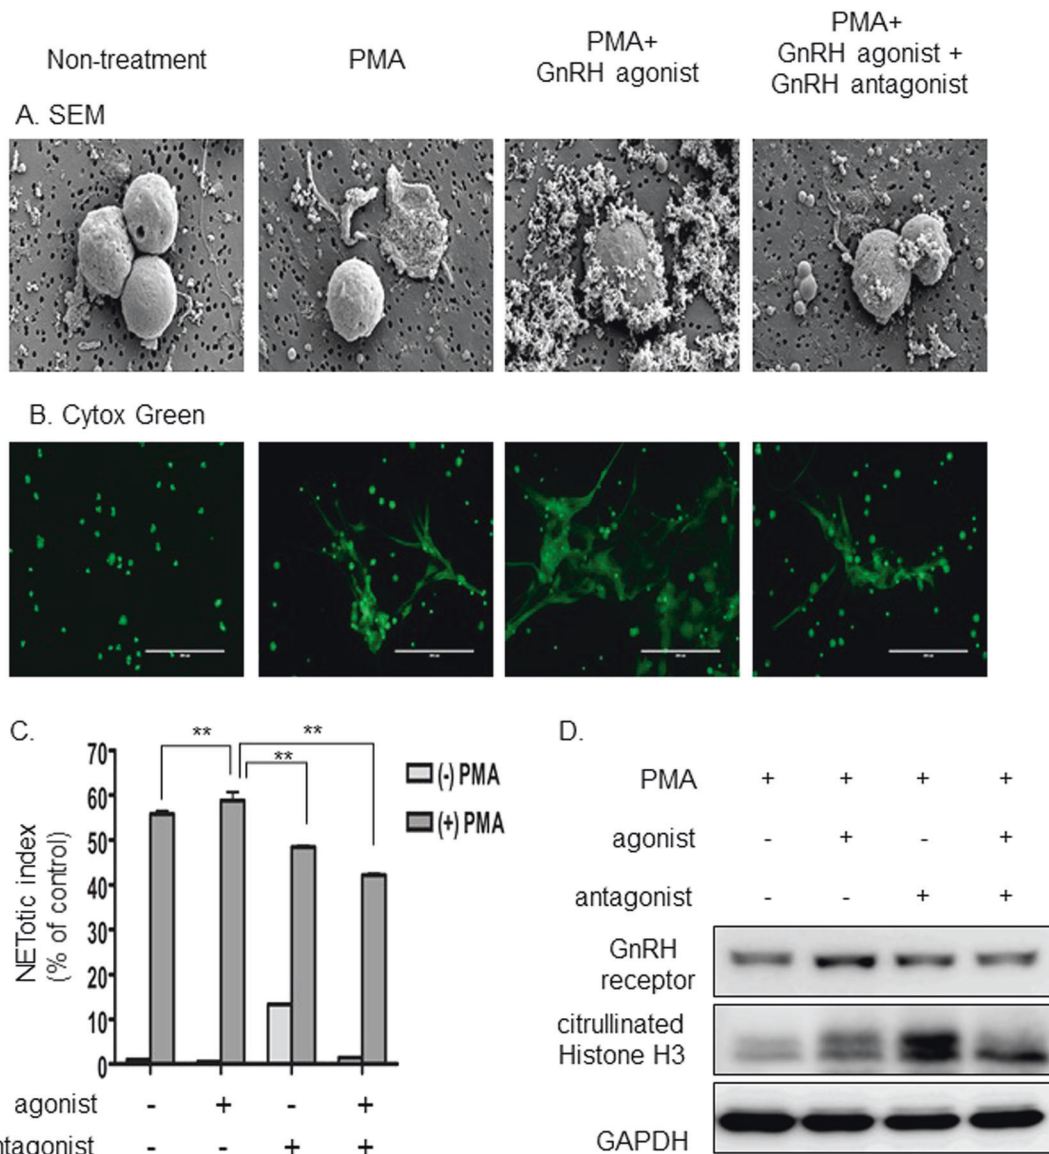 Non-treatment
PMA
PMA+
GnRH agonist
PMA+
GnRH agonist +
GnRH antagonist
A. SEM
B. Cytox Green
C.
NETotic index
(% of control)
70
60
50
40
30
20
10
0
**
**
**
(-) PMA
(+) PMA
agonist - + - +
ntagonist - - + +
D.
PMA + + + +
agonist - + - +
antagonist - - + +
GnRH
receptor
citrullinated
Histone H3
GAPDH